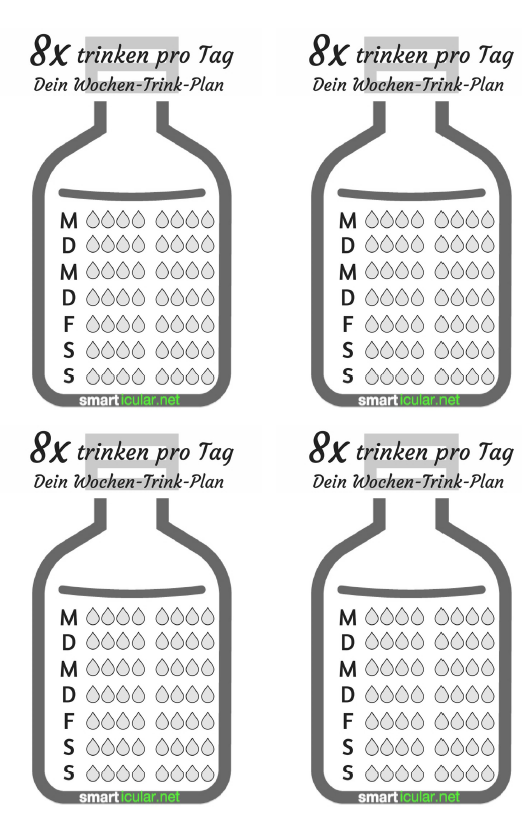 8x trinken pro Tag
Dein Wochen-Trink-Plan
M
D
M
D
F
S
S
smarticular.net
8x trinken pro Tag
Dein Wochen-Trink-Plan
M
D
M
D
F
S
S
smarticular.net
8x trinken pro Tag
Dein Wochen-Trink-Plan
M
D
M
D
F
S
S
smarticular.net
8x trinken pro Tag
Dein Wochen-Trink-Plan
M
D
M
D
F
S
S
smarticular.net